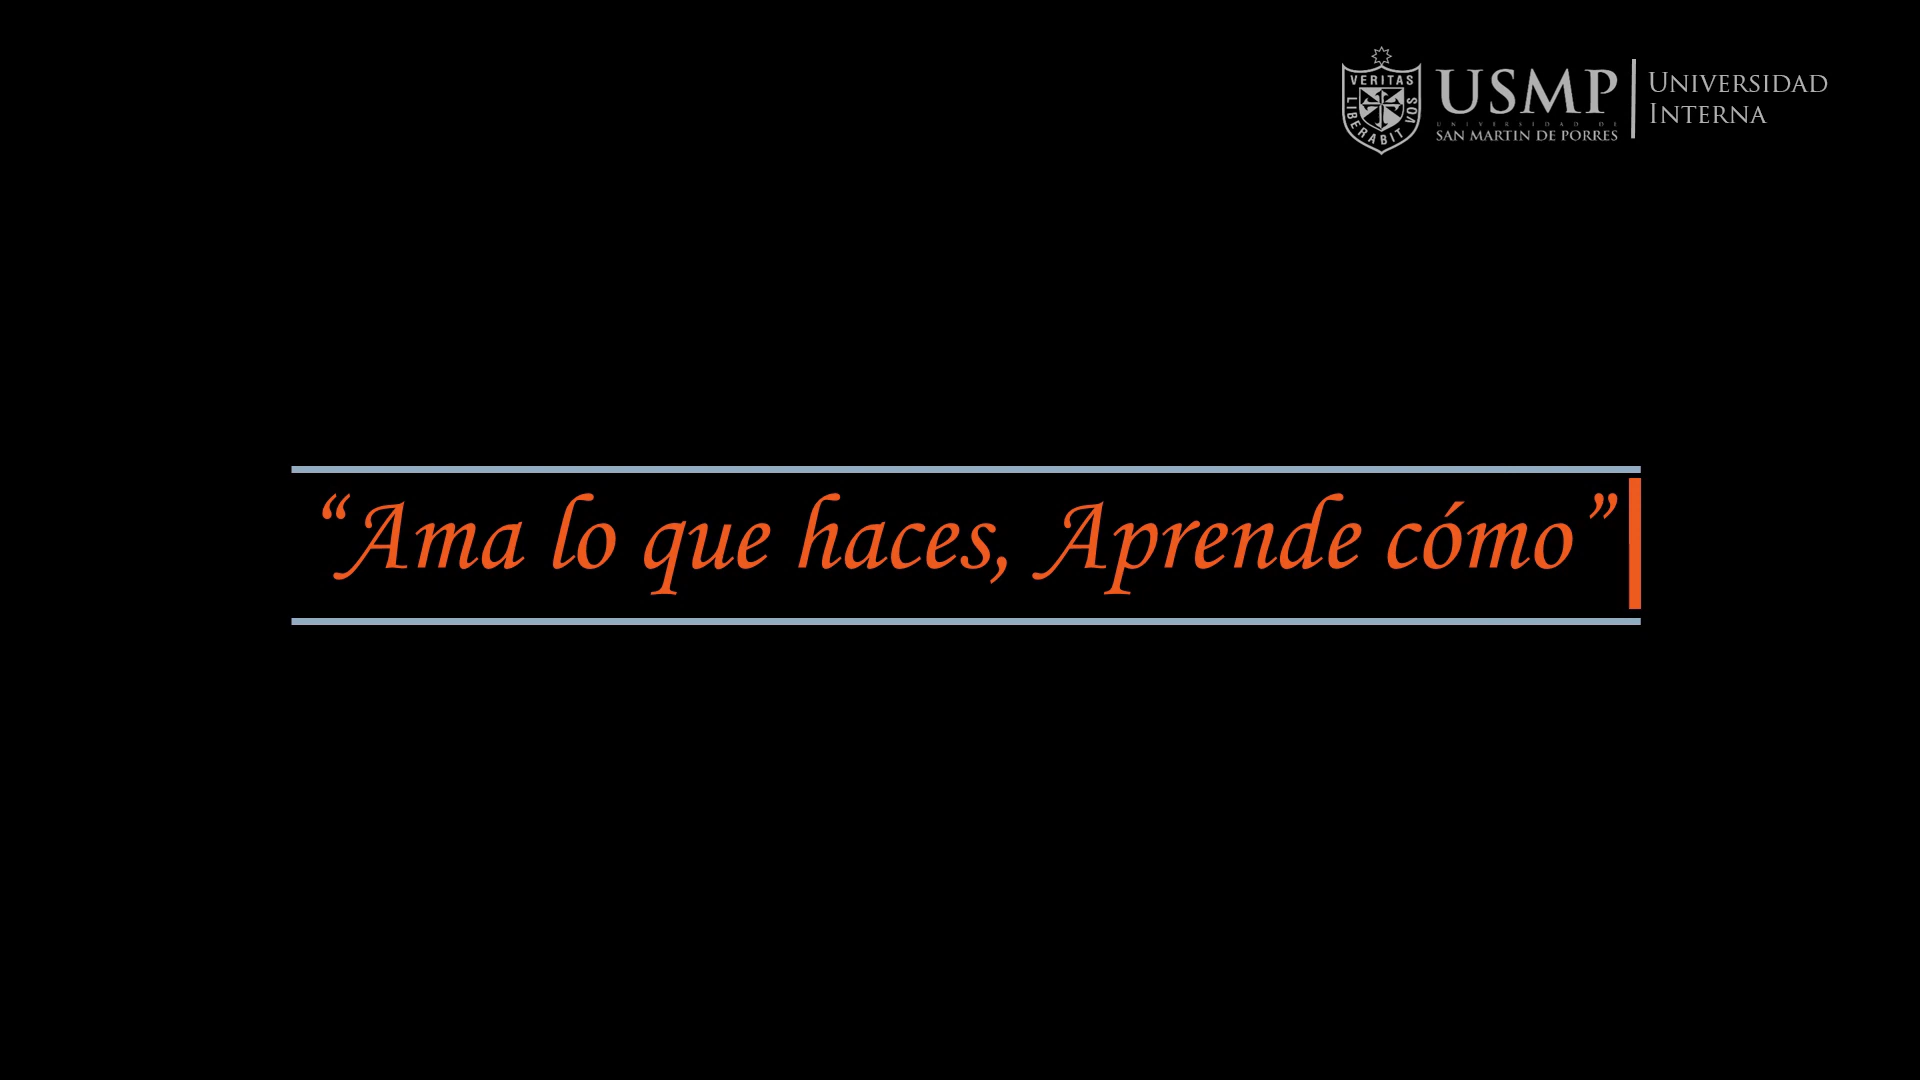 VERITAS LIBERABIT VOS
USMP
UNIVERSIDAD DE
SAN MARTIN DE PORRES
UNIVERSIDAD
INTERNA
“Ama lo que haces, Aprende cómo”